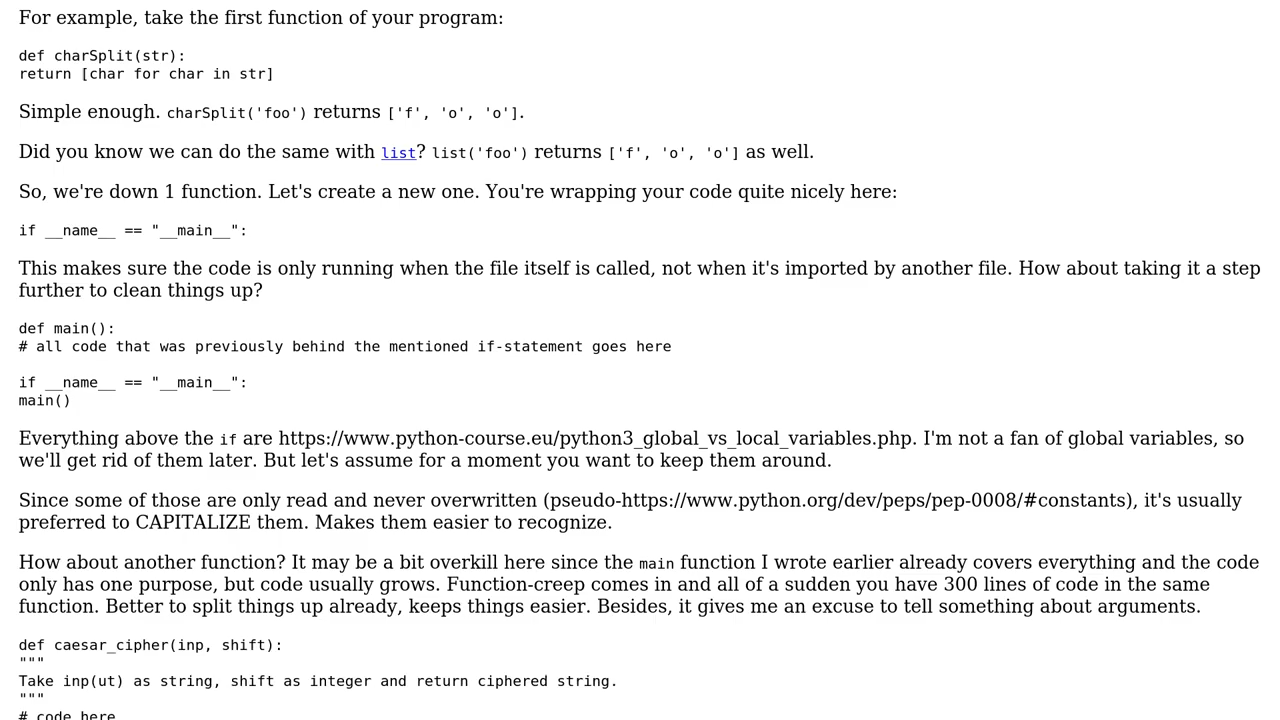 For example, take the first function of your program:
def charSplit(str):
return [char for char in str]
Simple enough. charSplit('foo') returns ['f', 'o', 'o'].
Did you know we can do the same with list? list('foo') returns ['f', 'o', 'o'] as well.
So, we're down 1 function. Let's create a new one. You're wrapping your code quite nicely here:
if __name__ == "__main__":
This makes sure the code is only running when the file itself is called, not when it's imported by another file. How about taking it a step
further to clean things up?
def main():
# all code that was previously behind the mentioned if-statement goes here
if __name__ == "__main__":
main()
Everything above the if are https://www.python-course.eu/python3_global_vs_local_variables.php. I'm not a fan of global variables, so
we'll get rid of them later. But let's assume for a moment you want to keep them around.
Since some of those are only read and never overwritten (pseudo-https://www.python.org/dev/peps/pep-0008/#constants), it's usually
preferred to CAPITALIZE them. Makes them easier to recognize.
How about another function? It may be a bit overkill here since the main function I wrote earlier already covers everything and the code
only has one purpose, but code usually grows. Function-creep comes in and all of a sudden you have 300 lines of code in the same
function. Better to split things up already, keeps things easier. Besides, it gives me an excuse to tell something about arguments.
def caesar_cipher(inp, shift):
"""
Take inp(ut) as string, shift as integer and return ciphered string.
"""
# code here